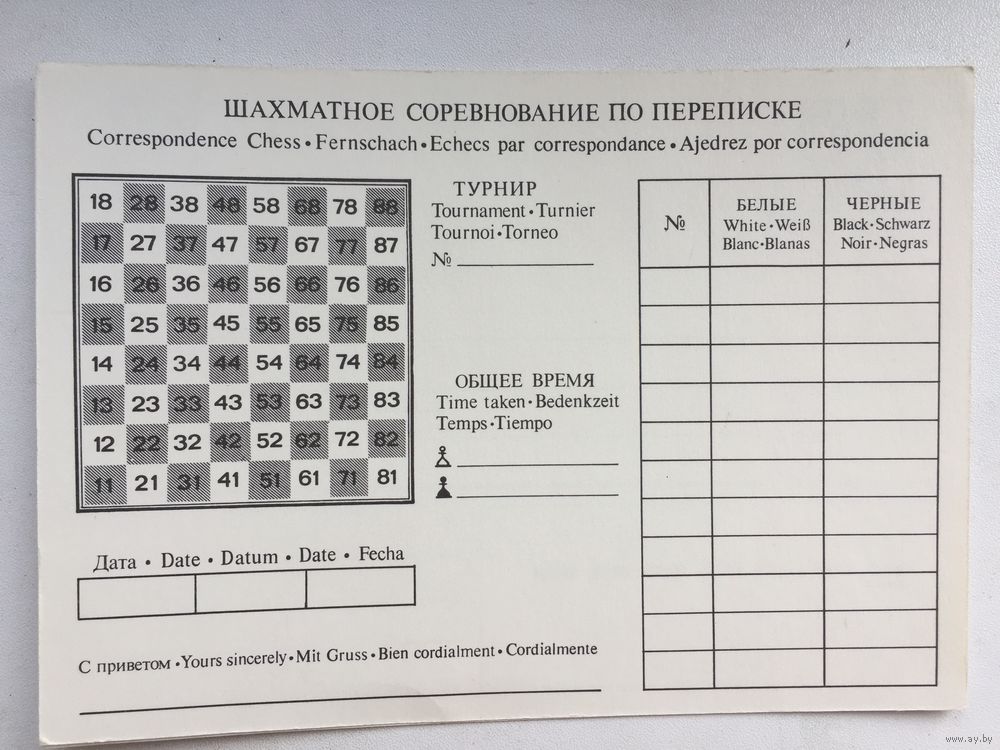 ШАХМАТНОЕ СОРЕВНОВАНИЕ ПО ПЕРЕПИСКЕ
Correspondence Chess • Fernschach • Echecs par correspondance • Ajedrez por correspondencia
18 28 38 48 58 68 78 88
17 27 37 47 57 67 77 87
16 26 36 46 56 66 76 86
15 25 35 45 55 65 75 85
14 24 34 44 54 64 74 84
13 23 33 43 53 63 73 83
12 22 32 42 52 62 72 82
11 21 31 41 51 61 71 81
ТУРНИР
Tournament • Turnier
Tournoi • Torneo
№
ОБЩЕЕ ВРЕМЯ
Time taken • Bedenkzeit
Temps • Tiempo
№
БЕЛЫЕ
White • Weiß
Blanc • Blanas
ЧЕРНЫЕ
Black • Schwarz
Noir • Negras
Дата • Date • Datum • Date • Fecha
С приветом • Yours sincerely • Mit Gruss • Bien cordialment • Cordialmente
www.ay.by